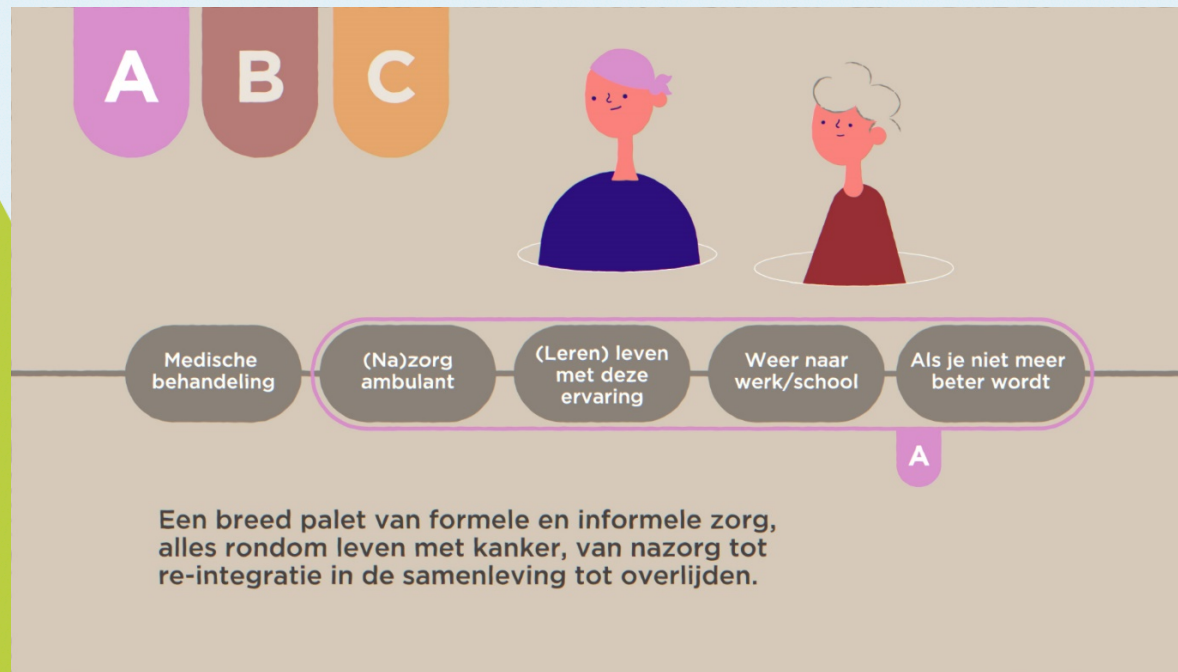 A B C
Medische
behandeling
(Na)zorg
ambulant
(Leren) leven
met deze
ervaring
Weer naar
werk/school
Als je niet meer
beter wordt
A
Een breed palet van formele en informele zorg,
alles rondom leven met kanker, van nazorg tot
re-integratie in de samenleving tot overlijden.